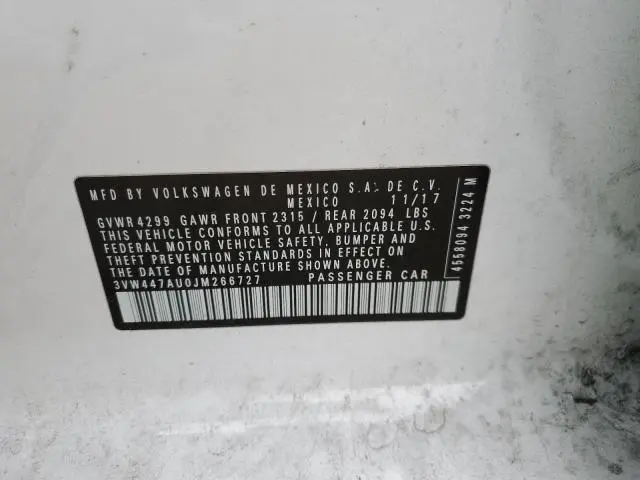 MFD BY VOLKSWAGEN DE MEXICO S.A. DE C.V.
MEXICO 11/17
GVWR 4299 GAWR FRONT 2315 / REAR 2094 LBS
THIS VEHICLE CONFORMS TO ALL APPLICABLE U.S.
FEDERAL MOTOR VEHICLE SAFETY, BUMPER AND
THEFT PREVENTION STANDARDS IN EFFECT ON
THE DATE OF MANUFACTURE SHOWN ABOVE.
3VW447AU0JM266727 PASSENGER CAR
4558094 3224 M